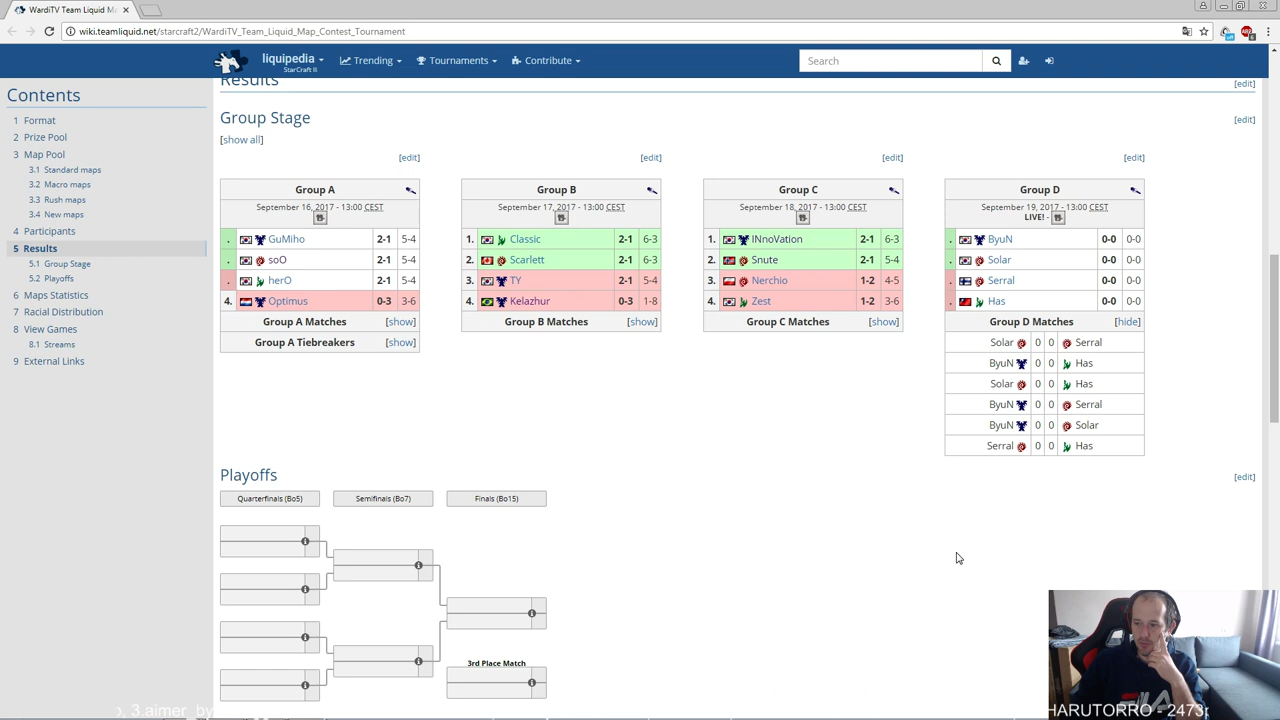 WardiTV Team Liquid Ma ×
wiki.teamliquid.net/starcraft2/WardiTV_Team_Liquid_Map_Contest_Tournament
liquipedia
StarCraft II
Trending Tournaments Contribute Search
Contents
1 Format
2 Prize Pool
3 Map Pool
3.1 Standard maps
3.2 Macro maps
3.3 Rush maps
3.4 New maps
4 Participants
5 Results
5.1 Group Stage
5.2 Playoffs
6 Maps Statistics
7 Racial Distribution
8 View Games
8.1 Streams
9 External Links
Results [edit]
Group Stage [edit]
[show all]
[edit] [edit] [edit] [edit]
Group A
September 16, 2017 - 13:00 CEST
. GuMiho 2-1 5-4
. soO 2-1 5-4
. herO 2-1 5-4
4. Optimus 0-3 3-6
Group A Matches [show]
Group A Tiebreakers [show]
Group B
September 17, 2017 - 13:00 CEST
1. Classic 2-1 6-3
2. Scarlett 2-1 6-3
3. TY 2-1 5-4
4. Kelazhur 0-3 1-8
Group B Matches [show]
Group C
September 18, 2017 - 13:00 CEST
1. INnoVation 2-1 6-3
2. Snute 2-1 5-4
3. Nerchio 1-2 4-5
4. Zest 1-2 3-6
Group C Matches [show]
Group D
September 19, 2017 - 13:00 CEST
LIVE! -
. ByuN 0-0 0-0
. Solar 0-0 0-0
. Serral 0-0 0-0
. Has 0-0 0-0
Group D Matches [hide]
Solar 0 0 Serral
ByuN 0 0 Has
Solar 0 0 Has
ByuN 0 0 Serral
ByuN 0 0 Solar
Serral 0 0 Has
Playoffs [edit]
Quarterfinals (Bo5) Semifinals (Bo7) Finals (Bo15)
3rd Place Match
FILA
o, 3.aimer_by
HARUTORRO - 2473